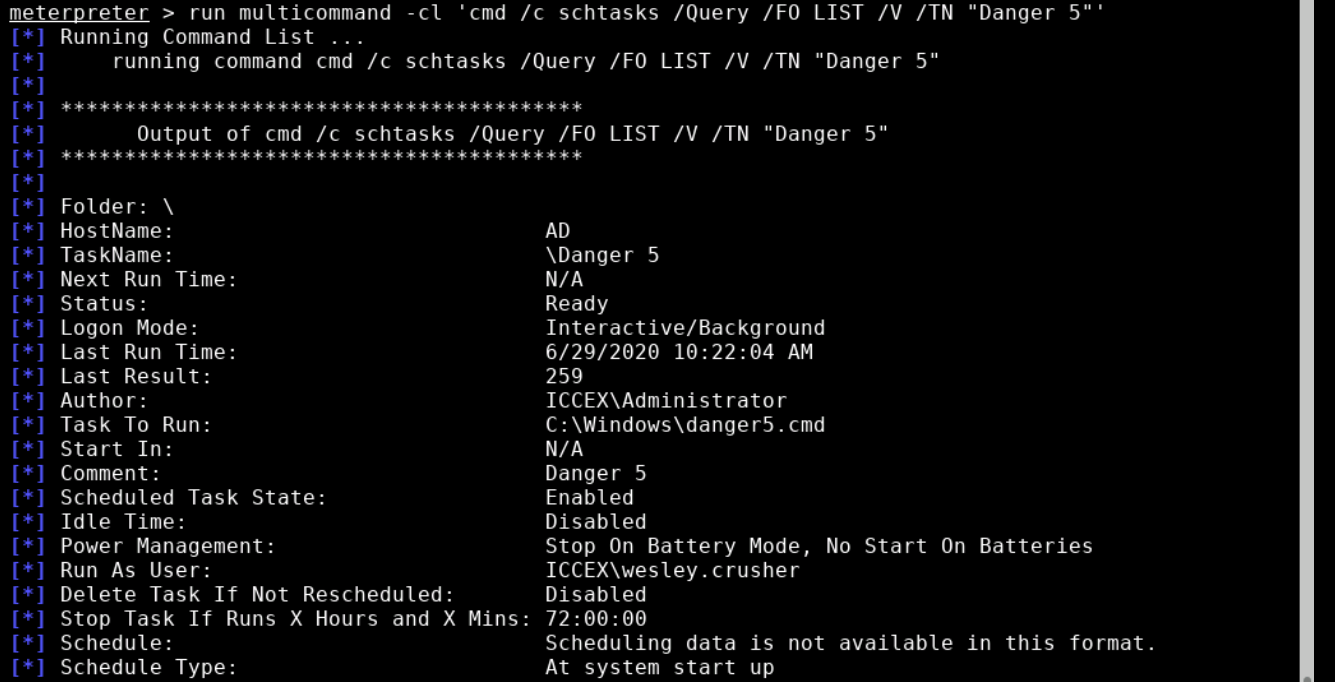 meterpreter > run multicommand -cl 'cmd /c schtasks /Query /FO LIST /V /TN "Danger 5"'
[*] Running Command List ...
[*]     running command cmd /c schtasks /Query /FO LIST /V /TN "Danger 5"
[*]
[*] *****************************************
[*]       Output of cmd /c schtasks /Query /FO LIST /V /TN "Danger 5"
[*] *****************************************
[*]
[*] Folder: \
[*] HostName:                             AD
[*] TaskName:                             \Danger 5
[*] Next Run Time:                        N/A
[*] Status:                               Ready
[*] Logon Mode:                           Interactive/Background
[*] Last Run Time:                        6/29/2020 10:22:04 AM
[*] Last Result:                          259
[*] Author:                               ICCEX\Administrator
[*] Task To Run:                          C:\Windows\danger5.cmd
[*] Start In:                             N/A
[*] Comment:                              Danger 5
[*] Scheduled Task State:                 Enabled
[*] Idle Time:                            Disabled
[*] Power Management:                     Stop On Battery Mode, No Start On Batteries
[*] Run As User:                          ICCEX\wesley.crusher
[*] Delete Task If Not Rescheduled:       Disabled
[*] Stop Task If Runs X Hours and X Mins: 72:00:00
[*] Schedule:                             Scheduling data is not available in this format.
[*] Schedule Type:                        At system start up